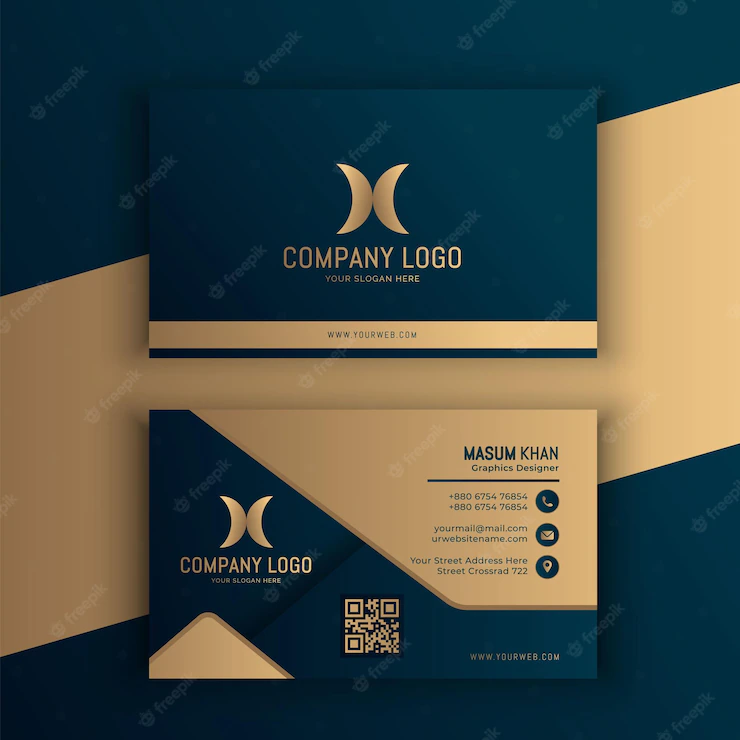 COMPANY LOGO
YOUR SLOGAN HERE
WWW.YOURWEB.COM
MASUM KHAN
Graphics Designer
+880 6754 76854
+880 6754 76854
yourmail@mail.com
urwebsitename.com
Your Street Address Here
Street Crossrad 722
COMPANY LOGO
YOUR SLOGAN HERE
WWW.YOURWEB.COM
freepik